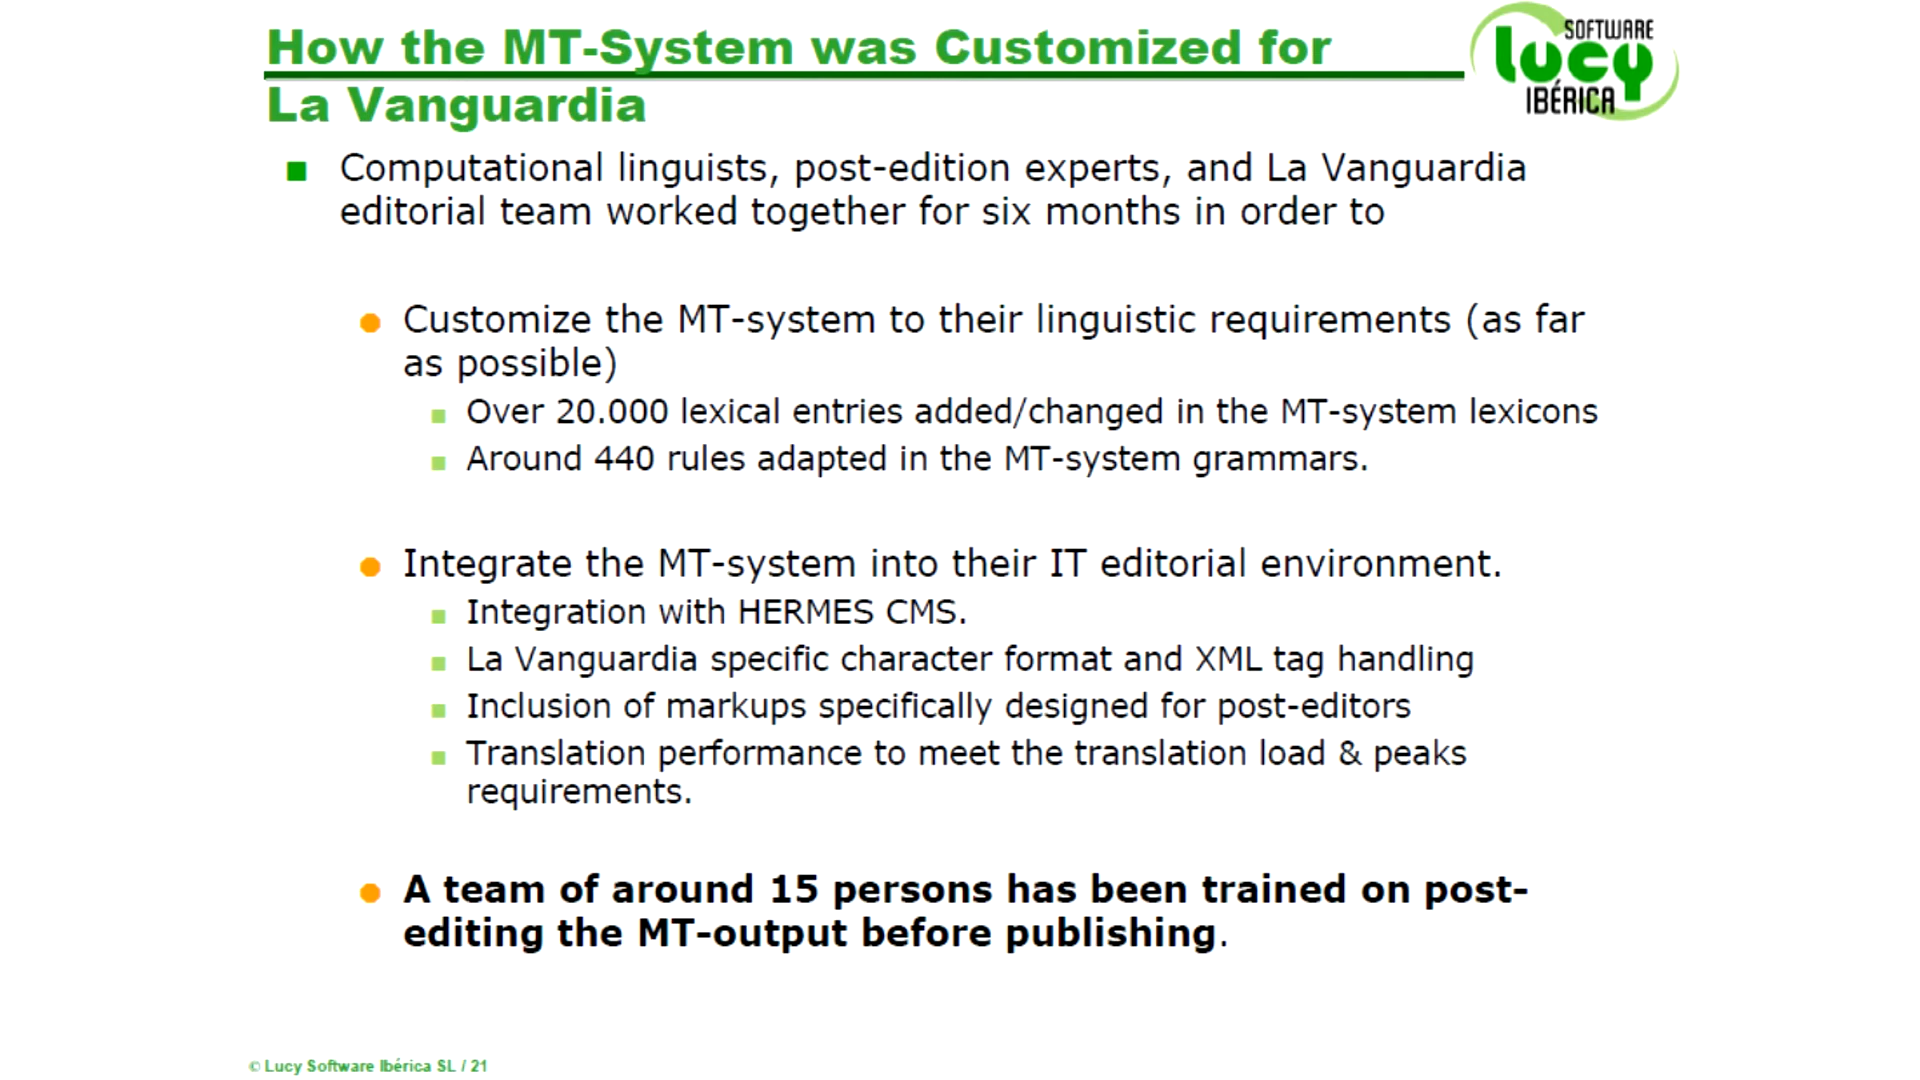 How the MT-System was Customized for
La Vanguardia
SOFTWARE
Lucy
IBÉRICA
Computational linguists, post-edition experts, and La Vanguardia
editorial team worked together for six months in order to
Customize the MT-system to their linguistic requirements (as far
as possible)
Over 20.000 lexical entries added/changed in the MT-system lexicons
Around 440 rules adapted in the MT-system grammars.
Integrate the MT-system into their IT editorial environment.
Integration with HERMES CMS.
La Vanguardia specific character format and XML tag handling
Inclusion of markups specifically designed for post-editors
Translation performance to meet the translation load & peaks
requirements.
A team of around 15 persons has been trained on post-
editing the MT-output before publishing.
© Lucy Software Ibérica SL / 21